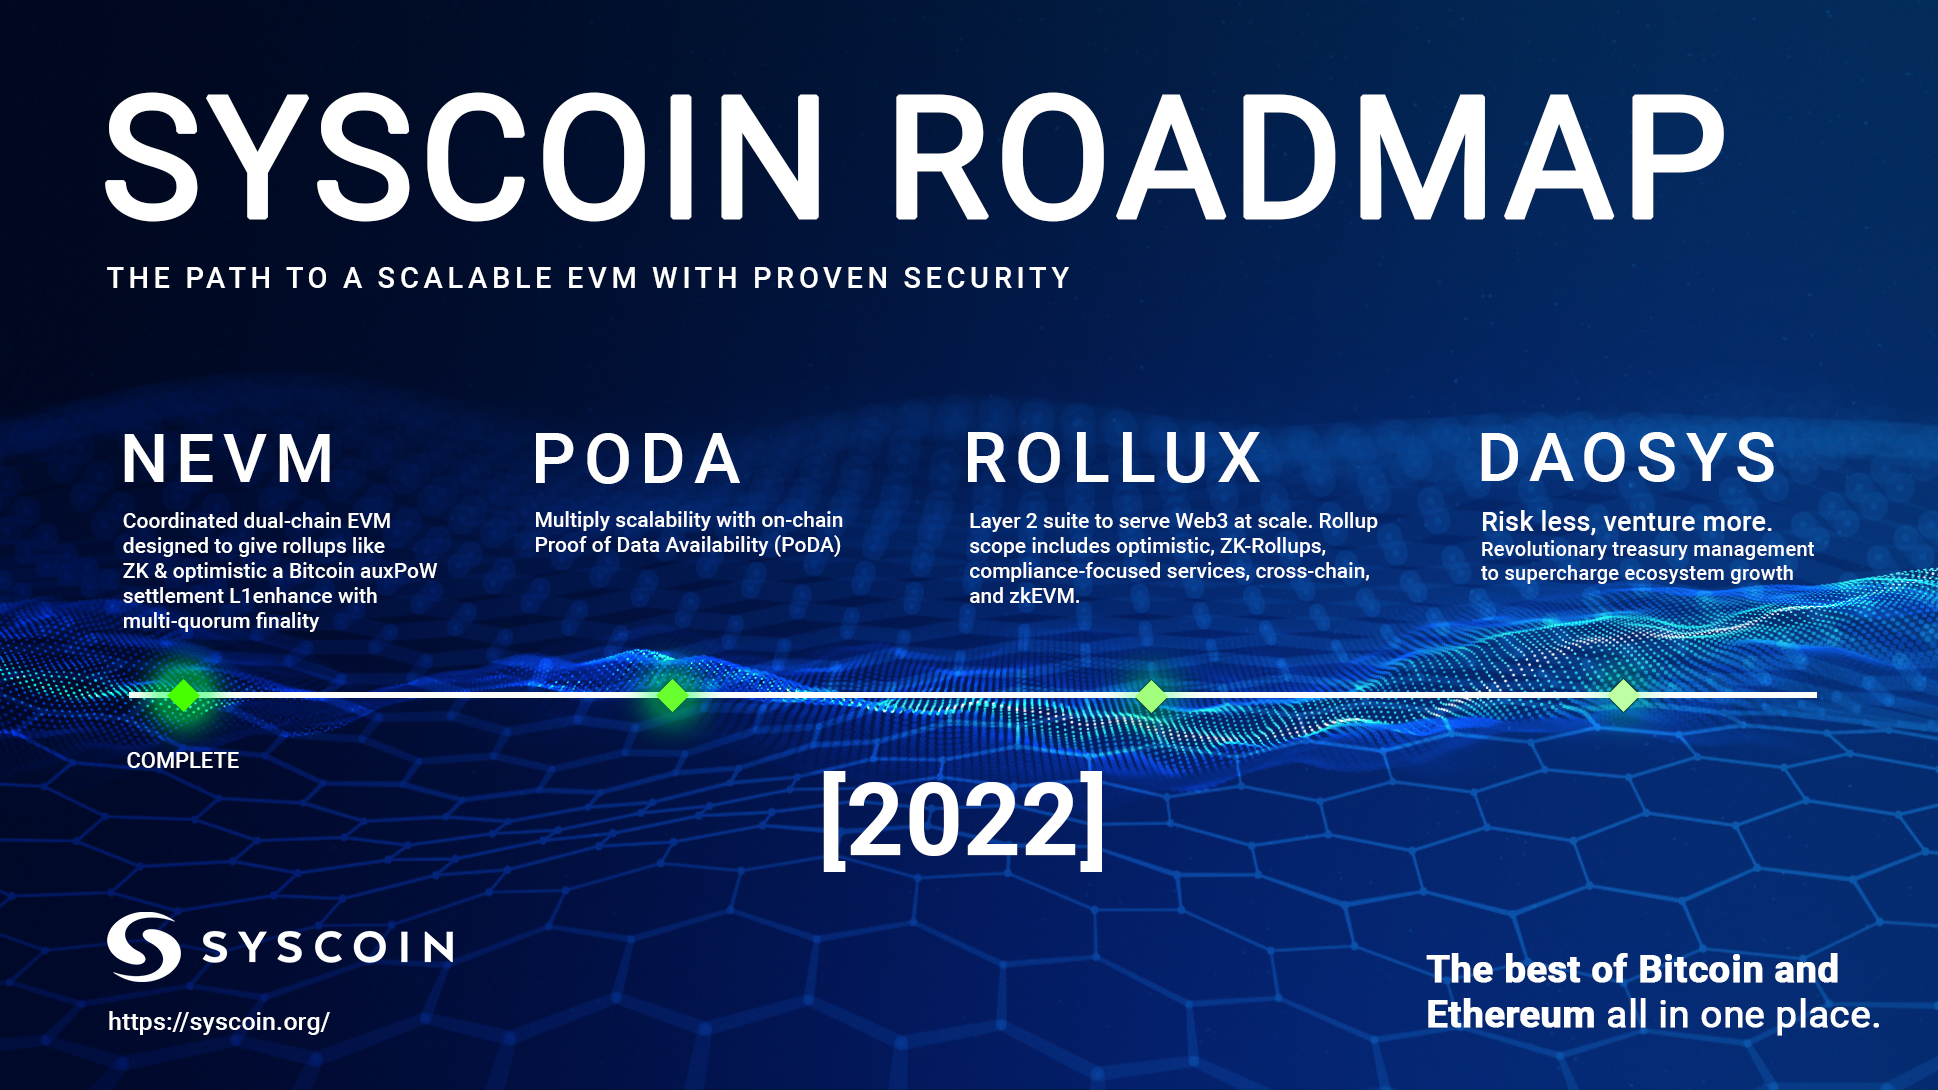 SYSCOIN ROADMAP
THE PATH TO A SCALABLE EVM WITH PROVEN SECURITY
NEVM
Coordinated dual-chain EVM
designed to give rollups like
ZK & optimistic a Bitcoin auxPoW
settlement L1enhance with
multi-quorum finality
COMPLETE
PODA
Multiply scalability with on-chain
Proof of Data Availability (PoDA)
ROLLUX
Layer 2 suite to serve Web3 at scale. Rollup
scope includes optimistic, ZK-Rollups,
compliance-focused services, cross-chain,
and zkEVM.
DAOSYS
Risk less, venture more.
Revolutionary treasury management
to supercharge ecosystem growth
[2022]
SYSCOIN
https://syscoin.org/
The best of Bitcoin and
Ethereum all in one place.